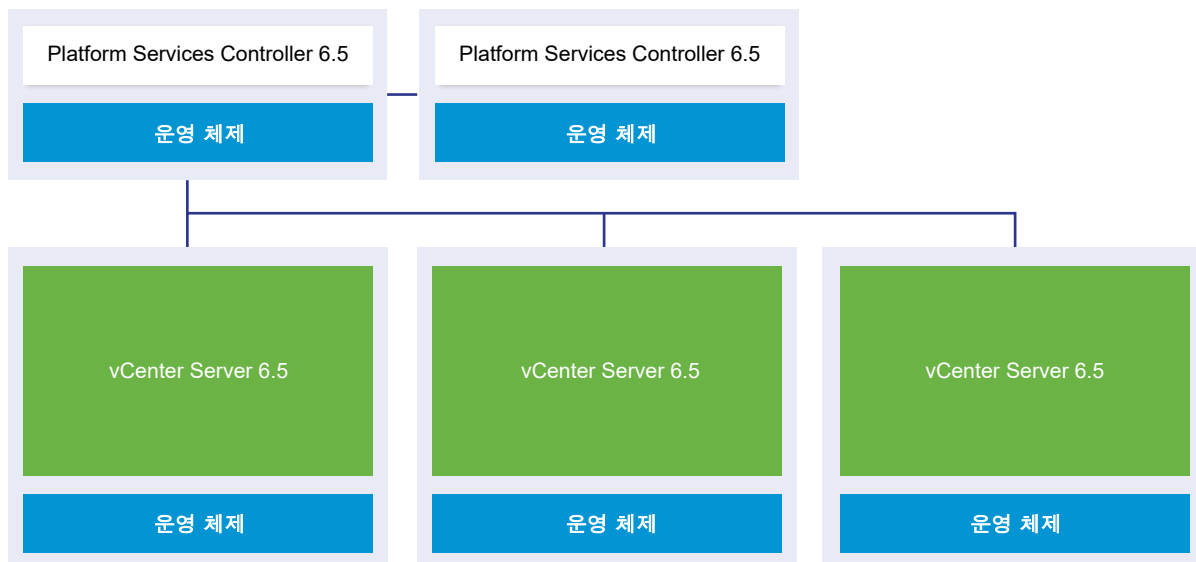 Platform Services Controller 6.5
Platform Services Controller 6.5
운영 체제
운영 체제
vCenter Server 6.5
vCenter Server 6.5
vCenter Server 6.5
운영 체제
운영 체제
운영 체제